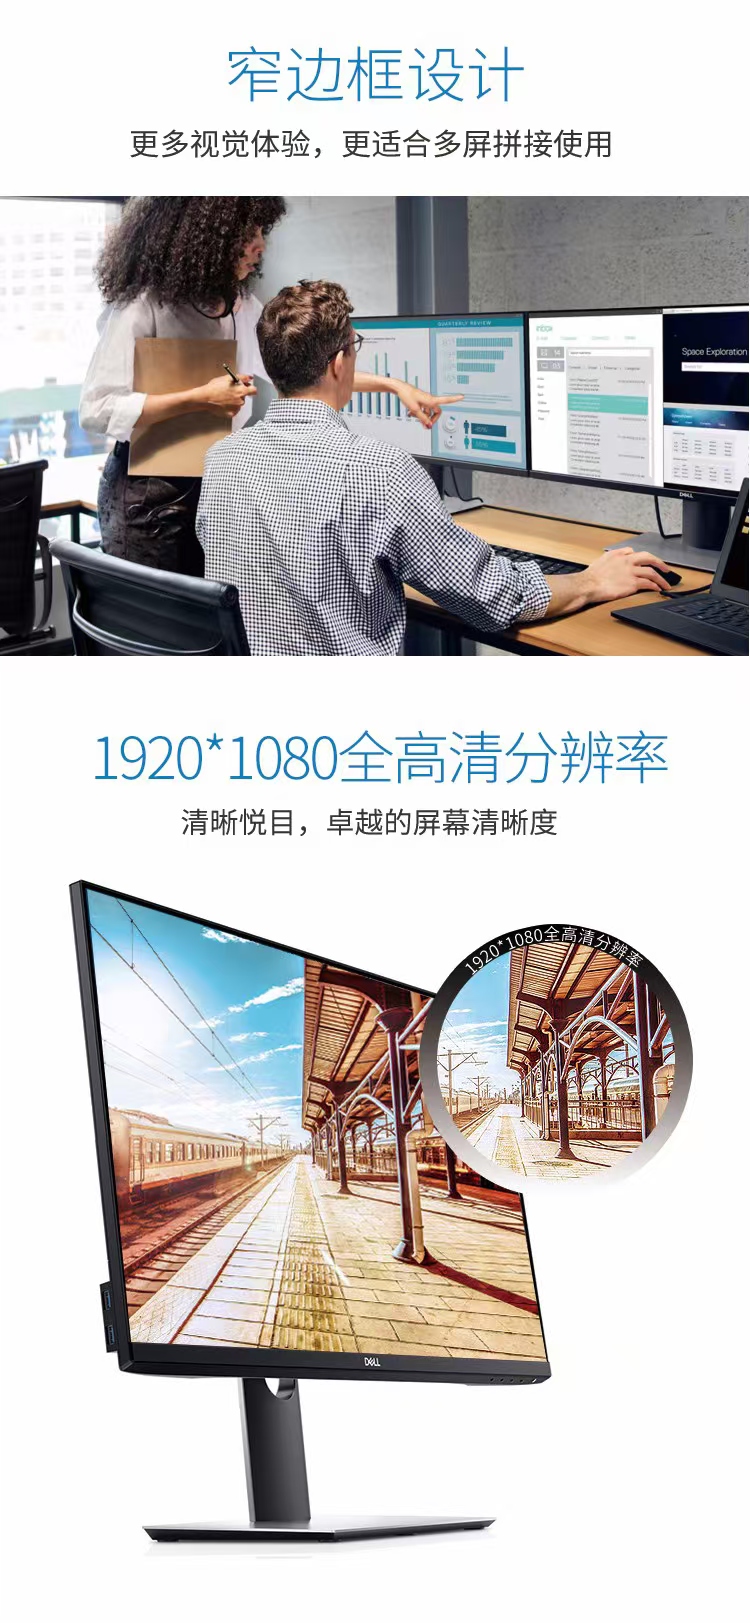 窄边框设计
更多视觉体验，更适合多屏拼接使用
QUARTERLY REVIEW
inbox
14
03
Space Exploration
DELL
1920*1080全高清分辨率
清晰悦目，卓越的屏幕清晰度
1920*1080全高清分辨率
DELL